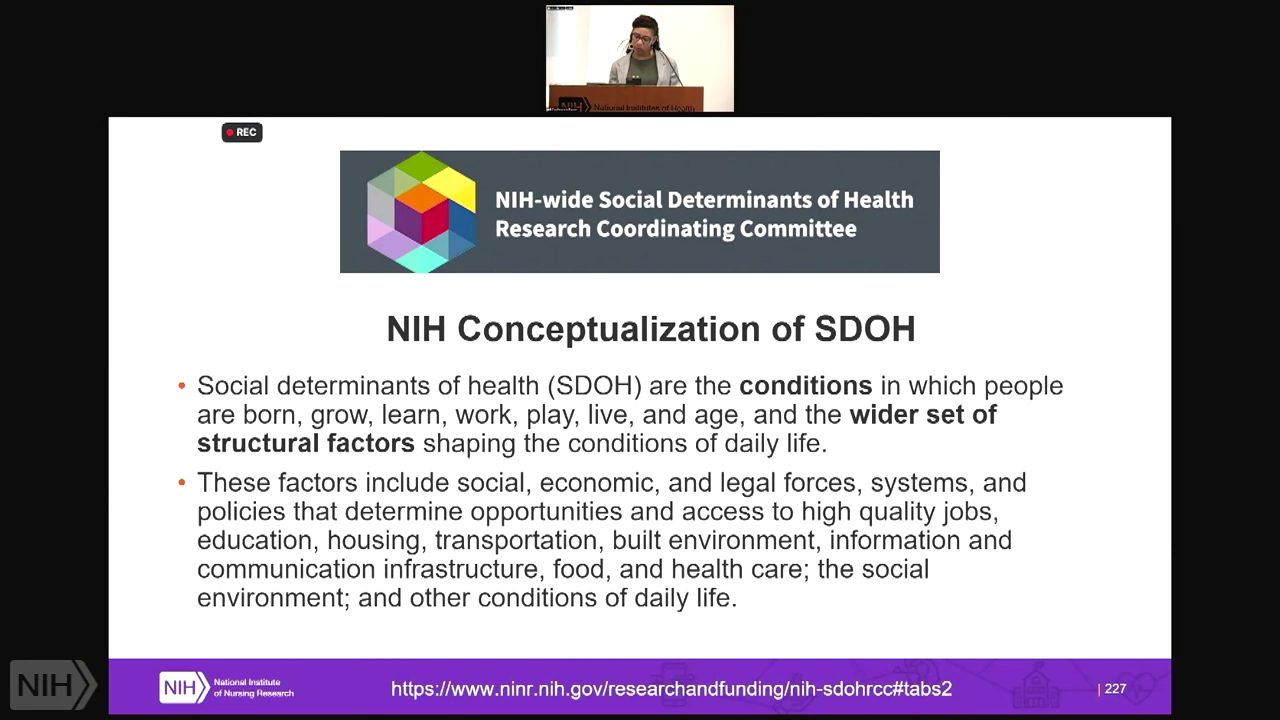 NIH National Institutes of Health
REC
NIH-wide Social Determinants of Health
Research Coordinating Committee
NIH Conceptualization of SDOH
• Social determinants of health (SDOH) are the conditions in which people
are born, grow, learn, work, play, live, and age, and the wider set of
structural factors shaping the conditions of daily life.
• These factors include social, economic, and legal forces, systems, and
policies that determine opportunities and access to high quality jobs,
education, housing, transportation, built environment, information and
communication infrastructure, food, and health care; the social
environment; and other conditions of daily life.
NIH
NIH
National Institute
of Nursing Research
https://www.ninr.nih.gov/researchandfunding/nih-sdohrcc#tabs2
| 227